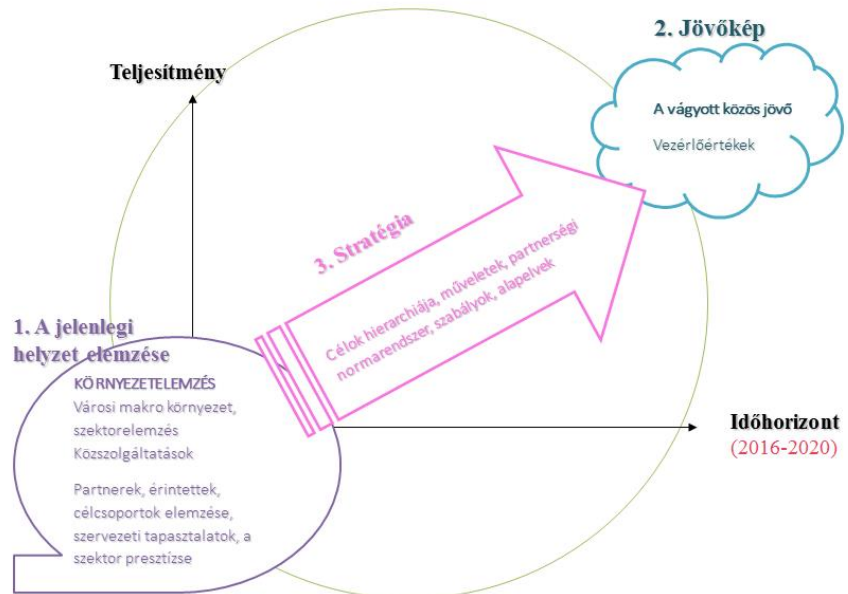 2. Jövőkép
Teljesítmény
A vágyott közös jövő
Vezérlőértékek
3. Stratégia
Célok hierarchiája, műveletek, partnerségi
normarendszer, szabályok, alapelvek
1. A jelenlegi
helyzet elemzése
KÖRNYEZETELEMZÉS
Városi makro környezet,
szektorelemzés
Közszolgáltatások
Partnerek, érintettek,
célcsoportok elemzése,
szervezeti tapasztalatok, a
szektor presztízse
Időhorizont
(2016-2020)